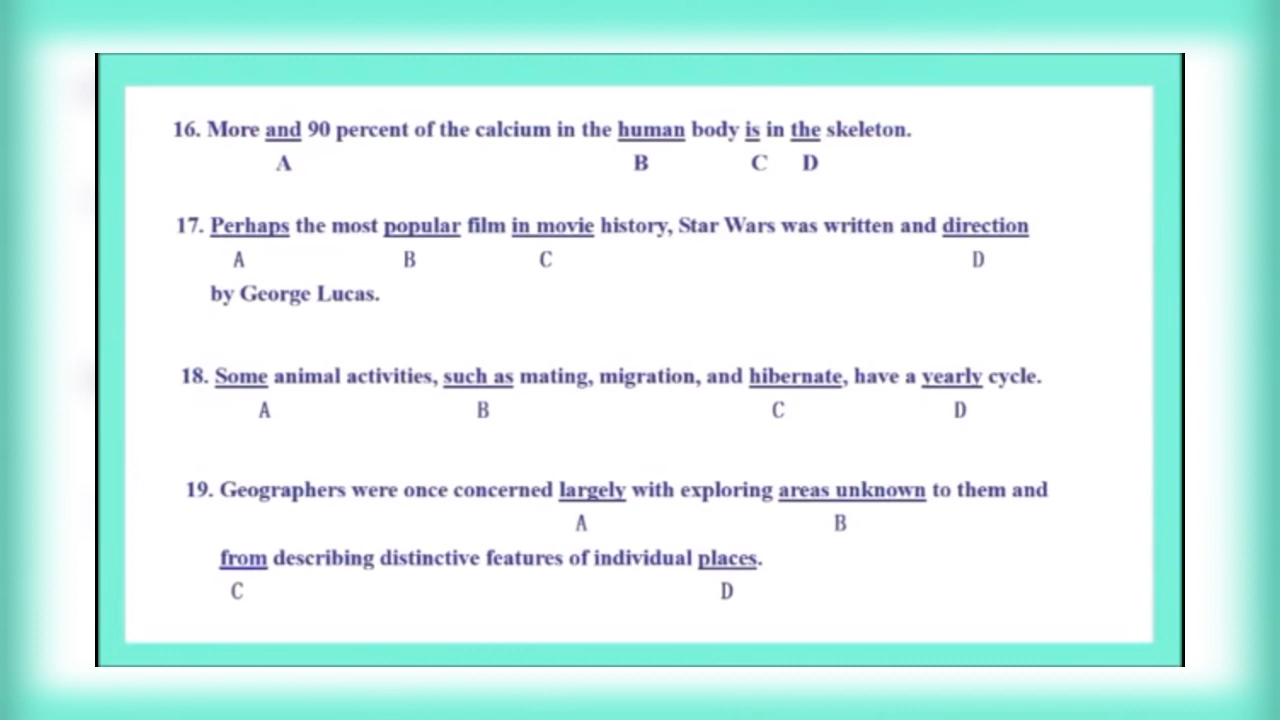 16. More and 90 percent of the calcium in the human body is in the skeleton.
A B C D
17. Perhaps the most popular film in movie history, Star Wars was written and direction
A B C D
by George Lucas.
18. Some animal activities, such as mating, migration, and hibernate, have a yearly cycle.
A B C D
19. Geographers were once concerned largely with exploring areas unknown to them and
A B
from describing distinctive features of individual places.
C D